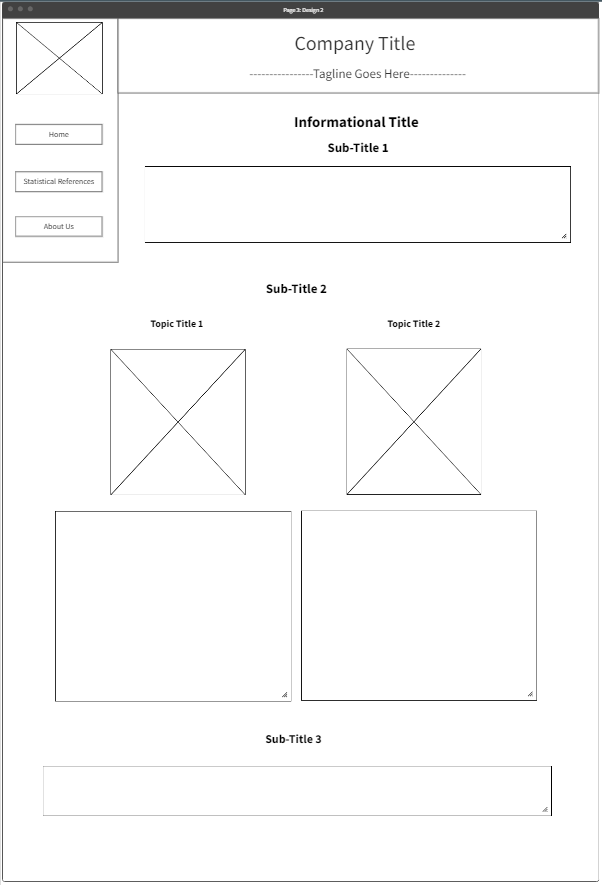 Page 3: Design 2
Company Title
---------------Tagline Goes Here-------------
Home
Statistical References
About Us
Informational Title
Sub-Title 1
Sub-Title 2
Topic Title 1
Topic Title 2
Sub-Title 3